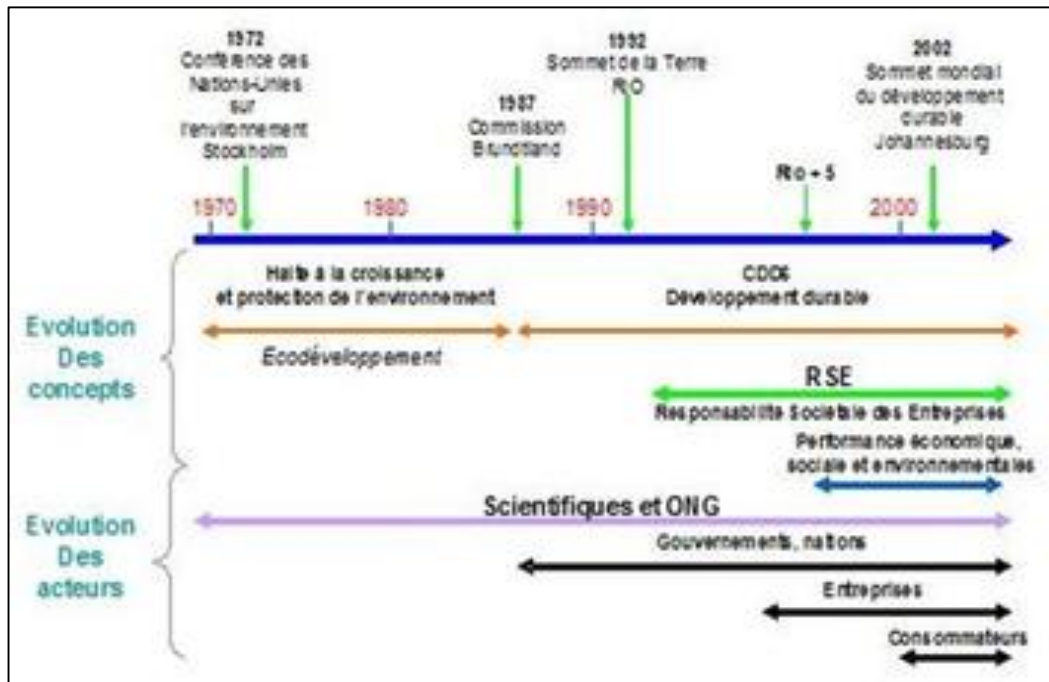 1972
Conférence des
Nations-Unies
sur
l'environnement
Stockholm
1987
Commission
Brundtland
1992
Sommet de la Terre
RIO
Rio + 5
2002
Sommet mondial
du développement
durable
Johannesburg
1970
1980
1990
2000
Halte à la croissance
et protection de l'environnement
Ecodéveloppement
Développement durable
Evolution
Des
concepts
RSE
Responsabilité Sociétale des Entreprises
Performance économique,
sociale et environnementales
Evolution
Des
acteurs
Scientifiques et ONG
Gouvernements, nations
Entreprises
Consommateurs